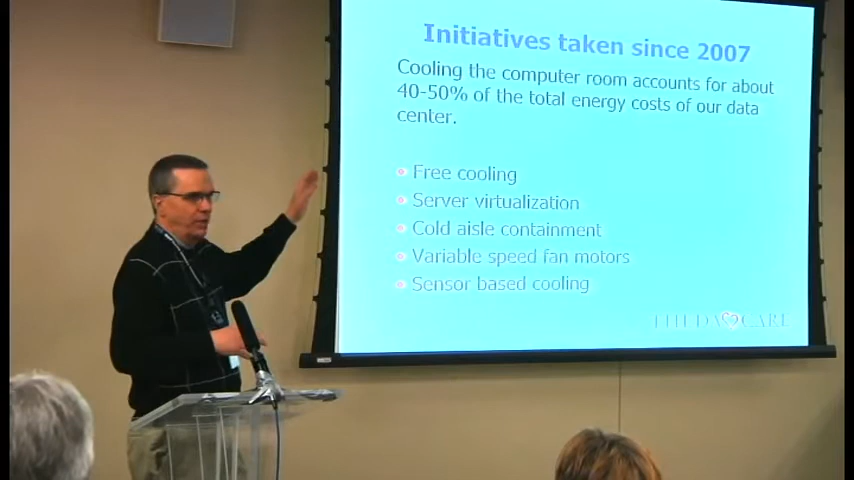 Initiatives taken since 2007
Cooling the computer room accounts for about
40-50% of the total energy costs of our data
center.
Free cooling
Server virtualization
Cold aisle containment
Variable speed fan motors
Sensor based cooling
THEDACARE